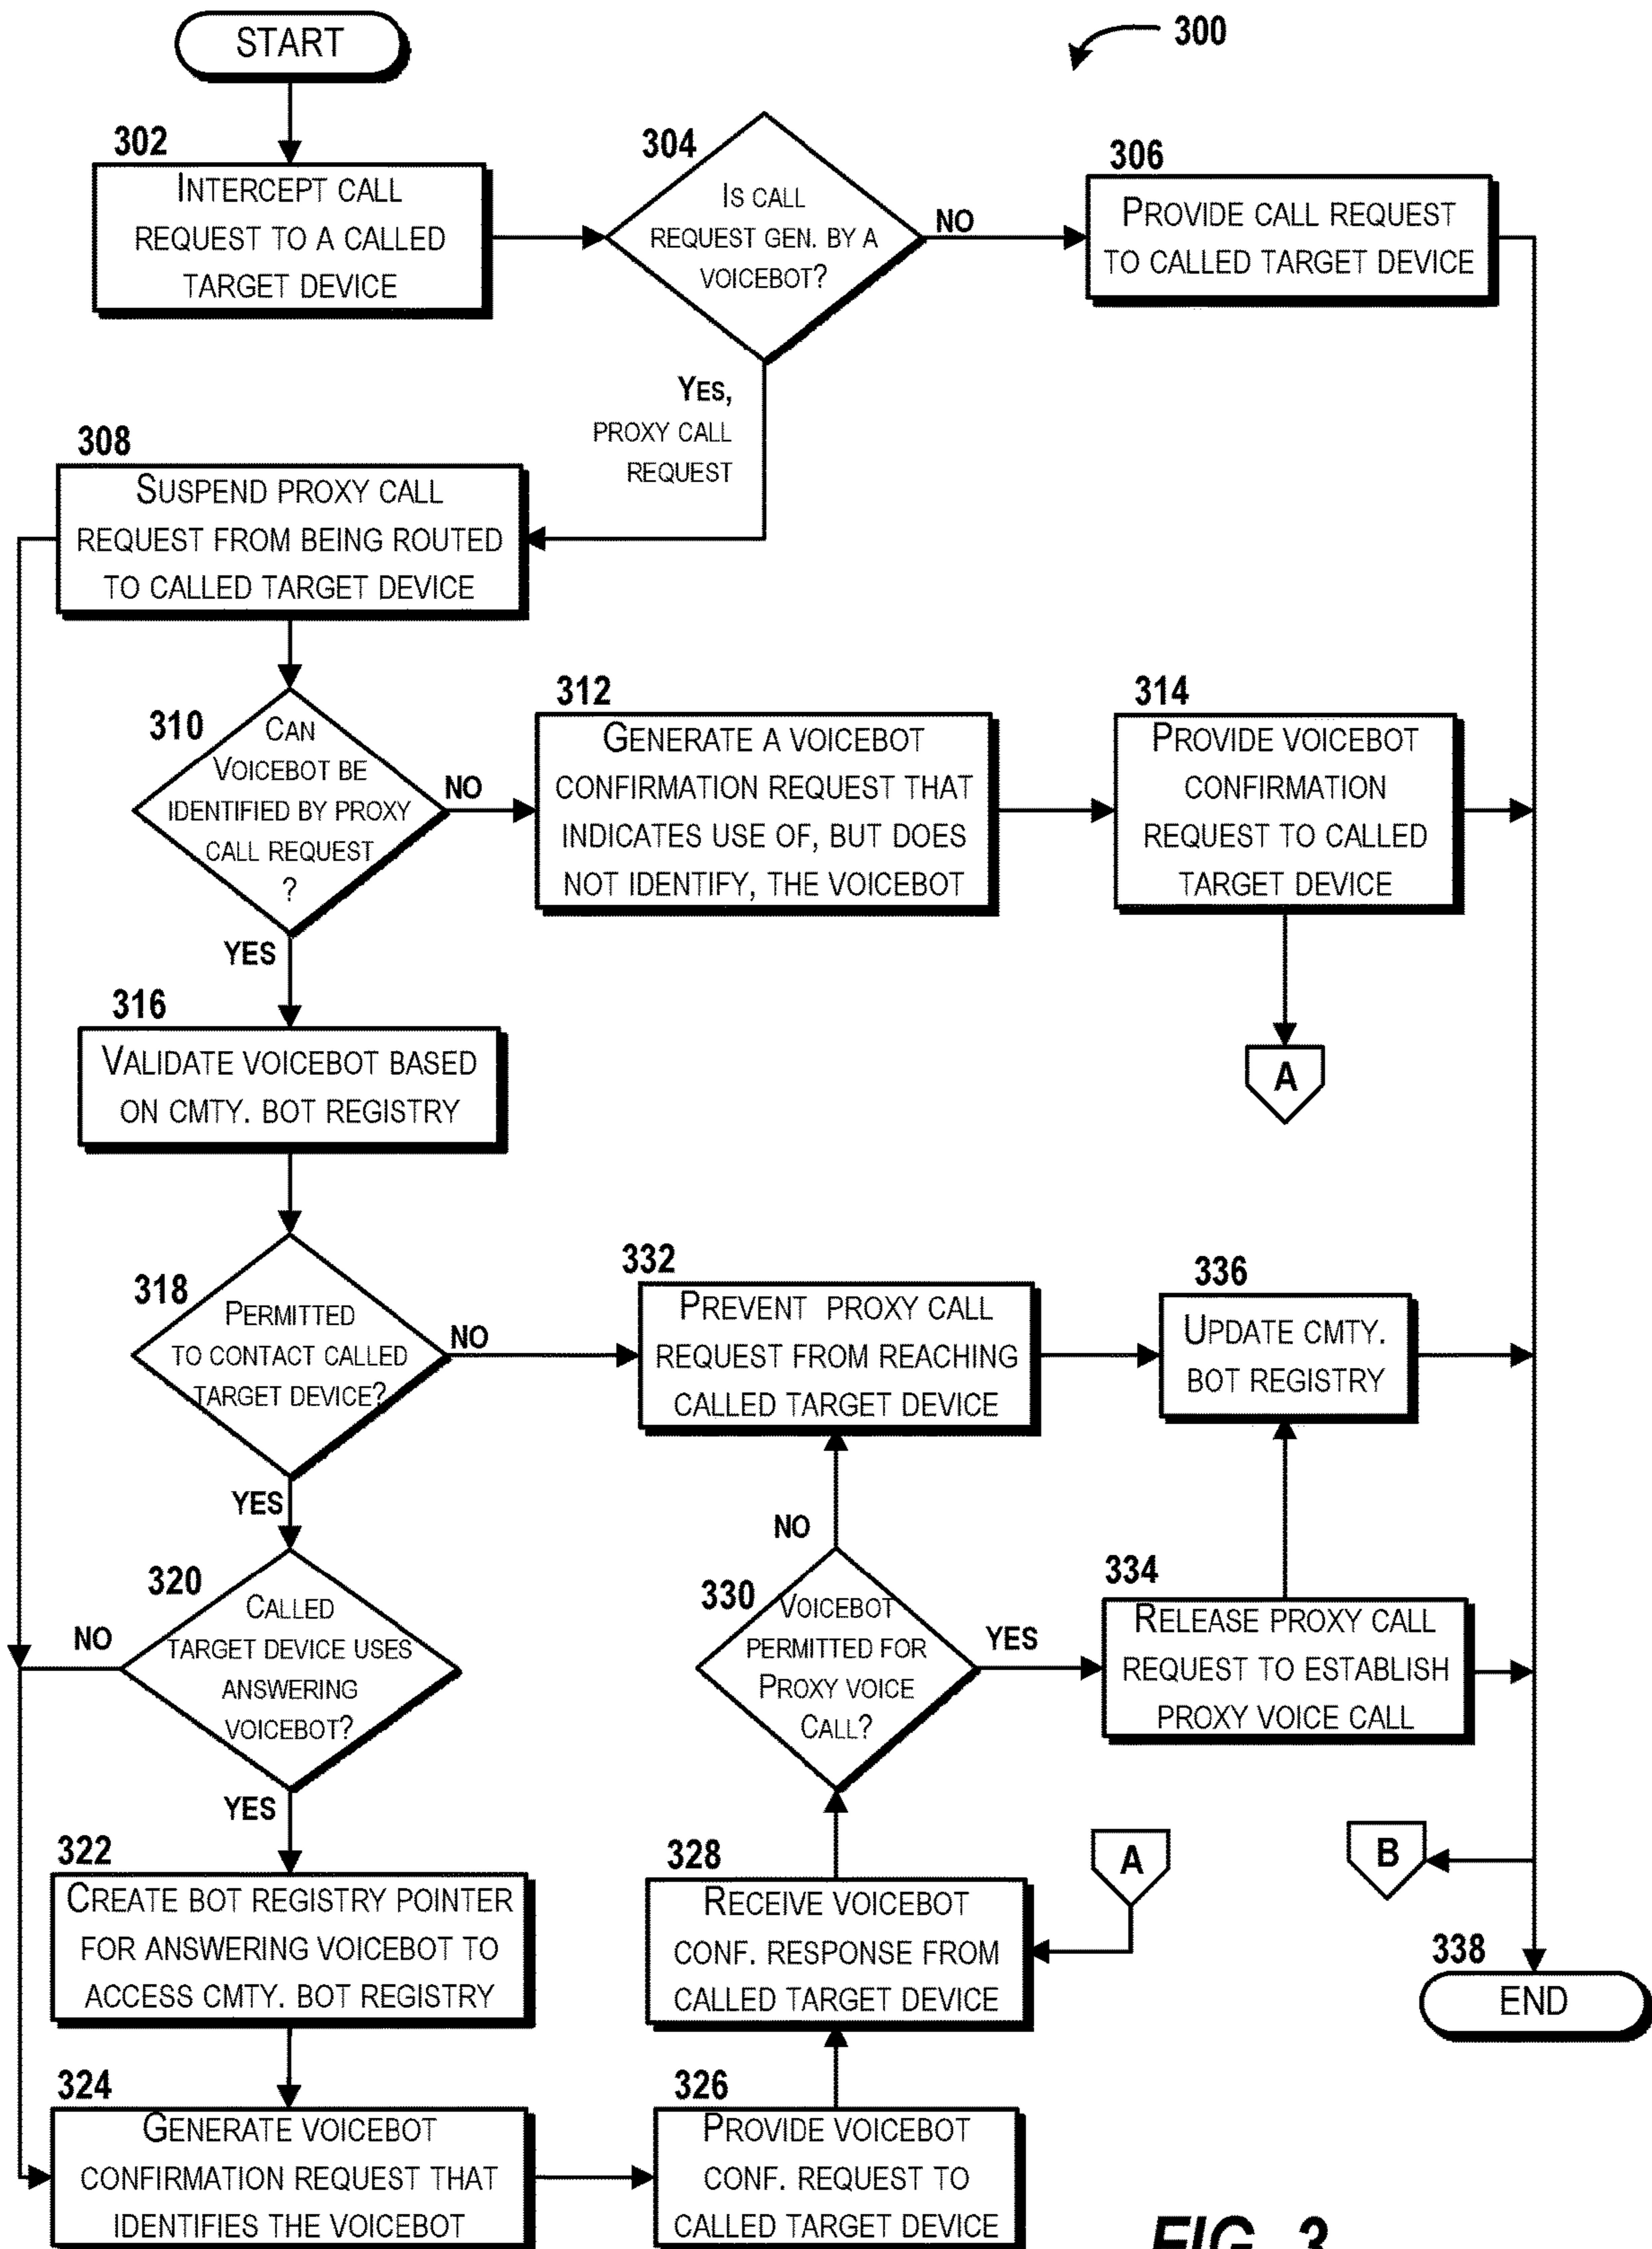 START
300
302
INTERCEPT CALL
REQUEST TO A CALLED
TARGET DEVICE
304
IS CALL
REQUEST GEN. BY A
VOICEBOT?
NO
306
PROVIDE CALL REQUEST
TO CALLED TARGET DEVICE
YES,
PROXY CALL
REQUEST
308
SUSPEND PROXY CALL
REQUEST FROM BEING ROUTED
TO CALLED TARGET DEVICE
310
CAN
VOICEBOT BE
IDENTIFIED BY PROXY
CALL REQUEST
?
NO
YES
312
GENERATE A VOICEBOT
CONFIRMATION REQUEST THAT
INDICATES USE OF, BUT DOES
NOT IDENTIFY, THE VOICEBOT
314
PROVIDE VOICEBOT
CONFIRMATION
REQUEST TO CALLED
TARGET DEVICE
A
316
VALIDATE VOICEBOT BASED
ON CMTY. BOT REGISTRY
318
PERMITTED
TO CONTACT CALLED
TARGET DEVICE?
NO
YES
332
PREVENT PROXY CALL
REQUEST FROM REACHING
CALLED TARGET DEVICE
336
UPDATE CMTY.
BOT REGISTRY
320
CALLED
TARGET DEVICE USES
ANSWERING
VOICEBOT?
NO
YES
330
VOICEBOT
PERMITTED FOR
PROXY VOICE
CALL?
NO
YES
334
RELEASE PROXY CALL
REQUEST TO ESTABLISH
PROXY VOICE CALL
322
CREATE BOT REGISTRY POINTER
FOR ANSWERING VOICEBOT TO
ACCESS CMTY. BOT REGISTRY
328
RECEIVE VOICEBOT
CONF. RESPONSE FROM
CALLED TARGET DEVICE
A
B
338
END
324
GENERATE VOICEBOT
CONFIRMATION REQUEST THAT
IDENTIFIES THE VOICEBOT
326
PROVIDE VOICEBOT
CONF. REQUEST TO
CALLED TARGET DEVICE
FIG. 3